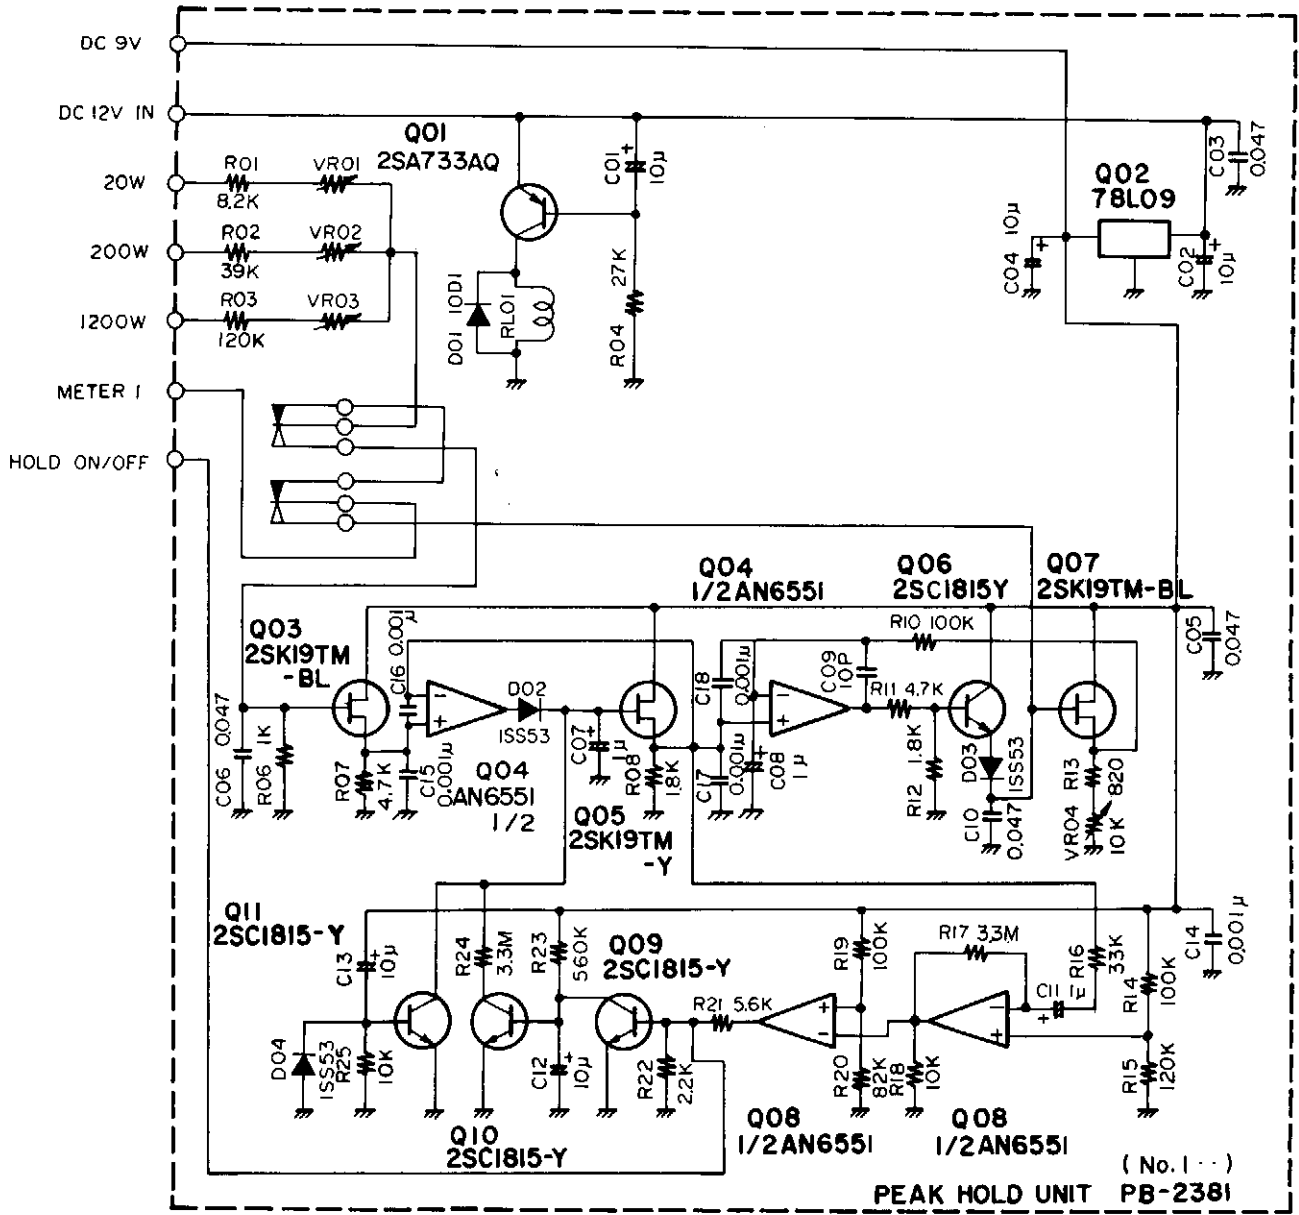 DC 9V
DC 12V IN
20W
200W
1200W
METER 1
HOLD ON/OFF
R01
8.2K
VR01
R02
39K
VR02
R03
120K
VR03
Q01
2SA733AQ
C01
10μ
D01 10D1
RL01
R04
27K
Q02
78L09
C03
0.047
C04
10μ
C02
10μ
Q03
2SK19TM
-BL
C06
0.047
R06
1K
R07
4.7K
C16
0.001μ
C15
0.001μ
Q04
AN6551
1/2
D02
1SS53
C07
1μ
R08
1.8K
Q05
2SK19TM
-Y
Q04
1/2AN6551
C18
0.001μ
C17
0.001μ
C08
1μ
C09
10P
R10 100K
R11 4.7K
R12
1.8K
Q06
2SC1815Y
D03
1SS53
C10
0.047
Q07
2SK19TM-BL
R13
820
VR04
10K
C05
0.047
Q11
2SC1815-Y
C13
10μ
D04
1SS53
R25
10K
R24
3.3M
Q10
2SC1815-Y
R23
560K
C12
10μ
Q09
2SC1815-Y
R22
2.2K
R21 5.6K
R19
100K
R20
82K
Q08
1/2AN6551
R18
10K
R17 3.3M
Q08
1/2AN6551
C11
1μ
R16
33K
R14
100K
R15
120K
C14
0.001μ
PEAK HOLD UNIT
(No.1--)
PB-2381